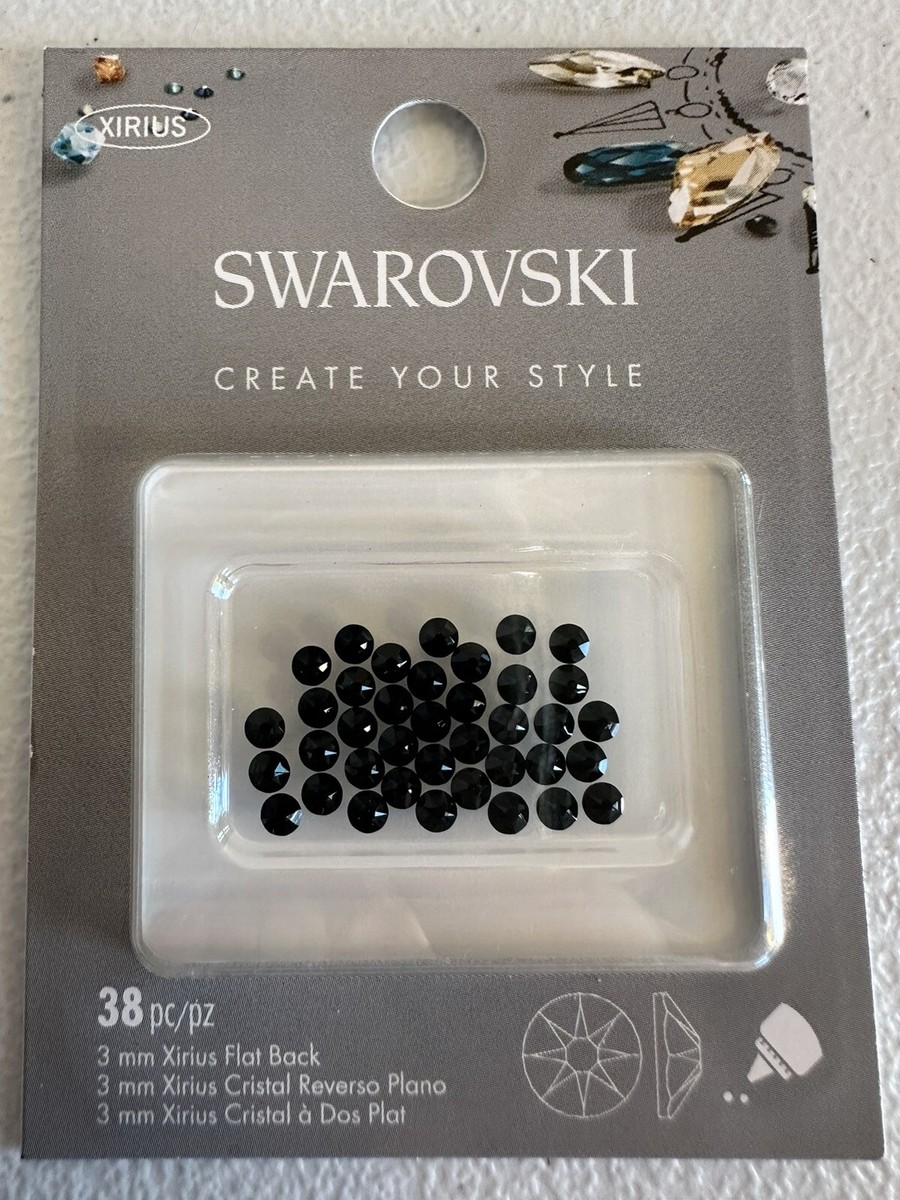 XIRIUS
SWAROVSKI
CREATE YOUR STYLE
38 pc/pz
3 mm Xirius Flat Back
3 mm Xirius Cristal Reverso Plano
3 mm Xirius Cristal à Dos Plat